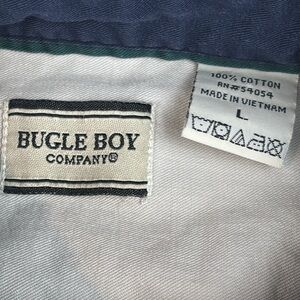 BUGLE BOY
COMPANY®
100% COTTON
RN#54054
MADE IN VIETNAM
L